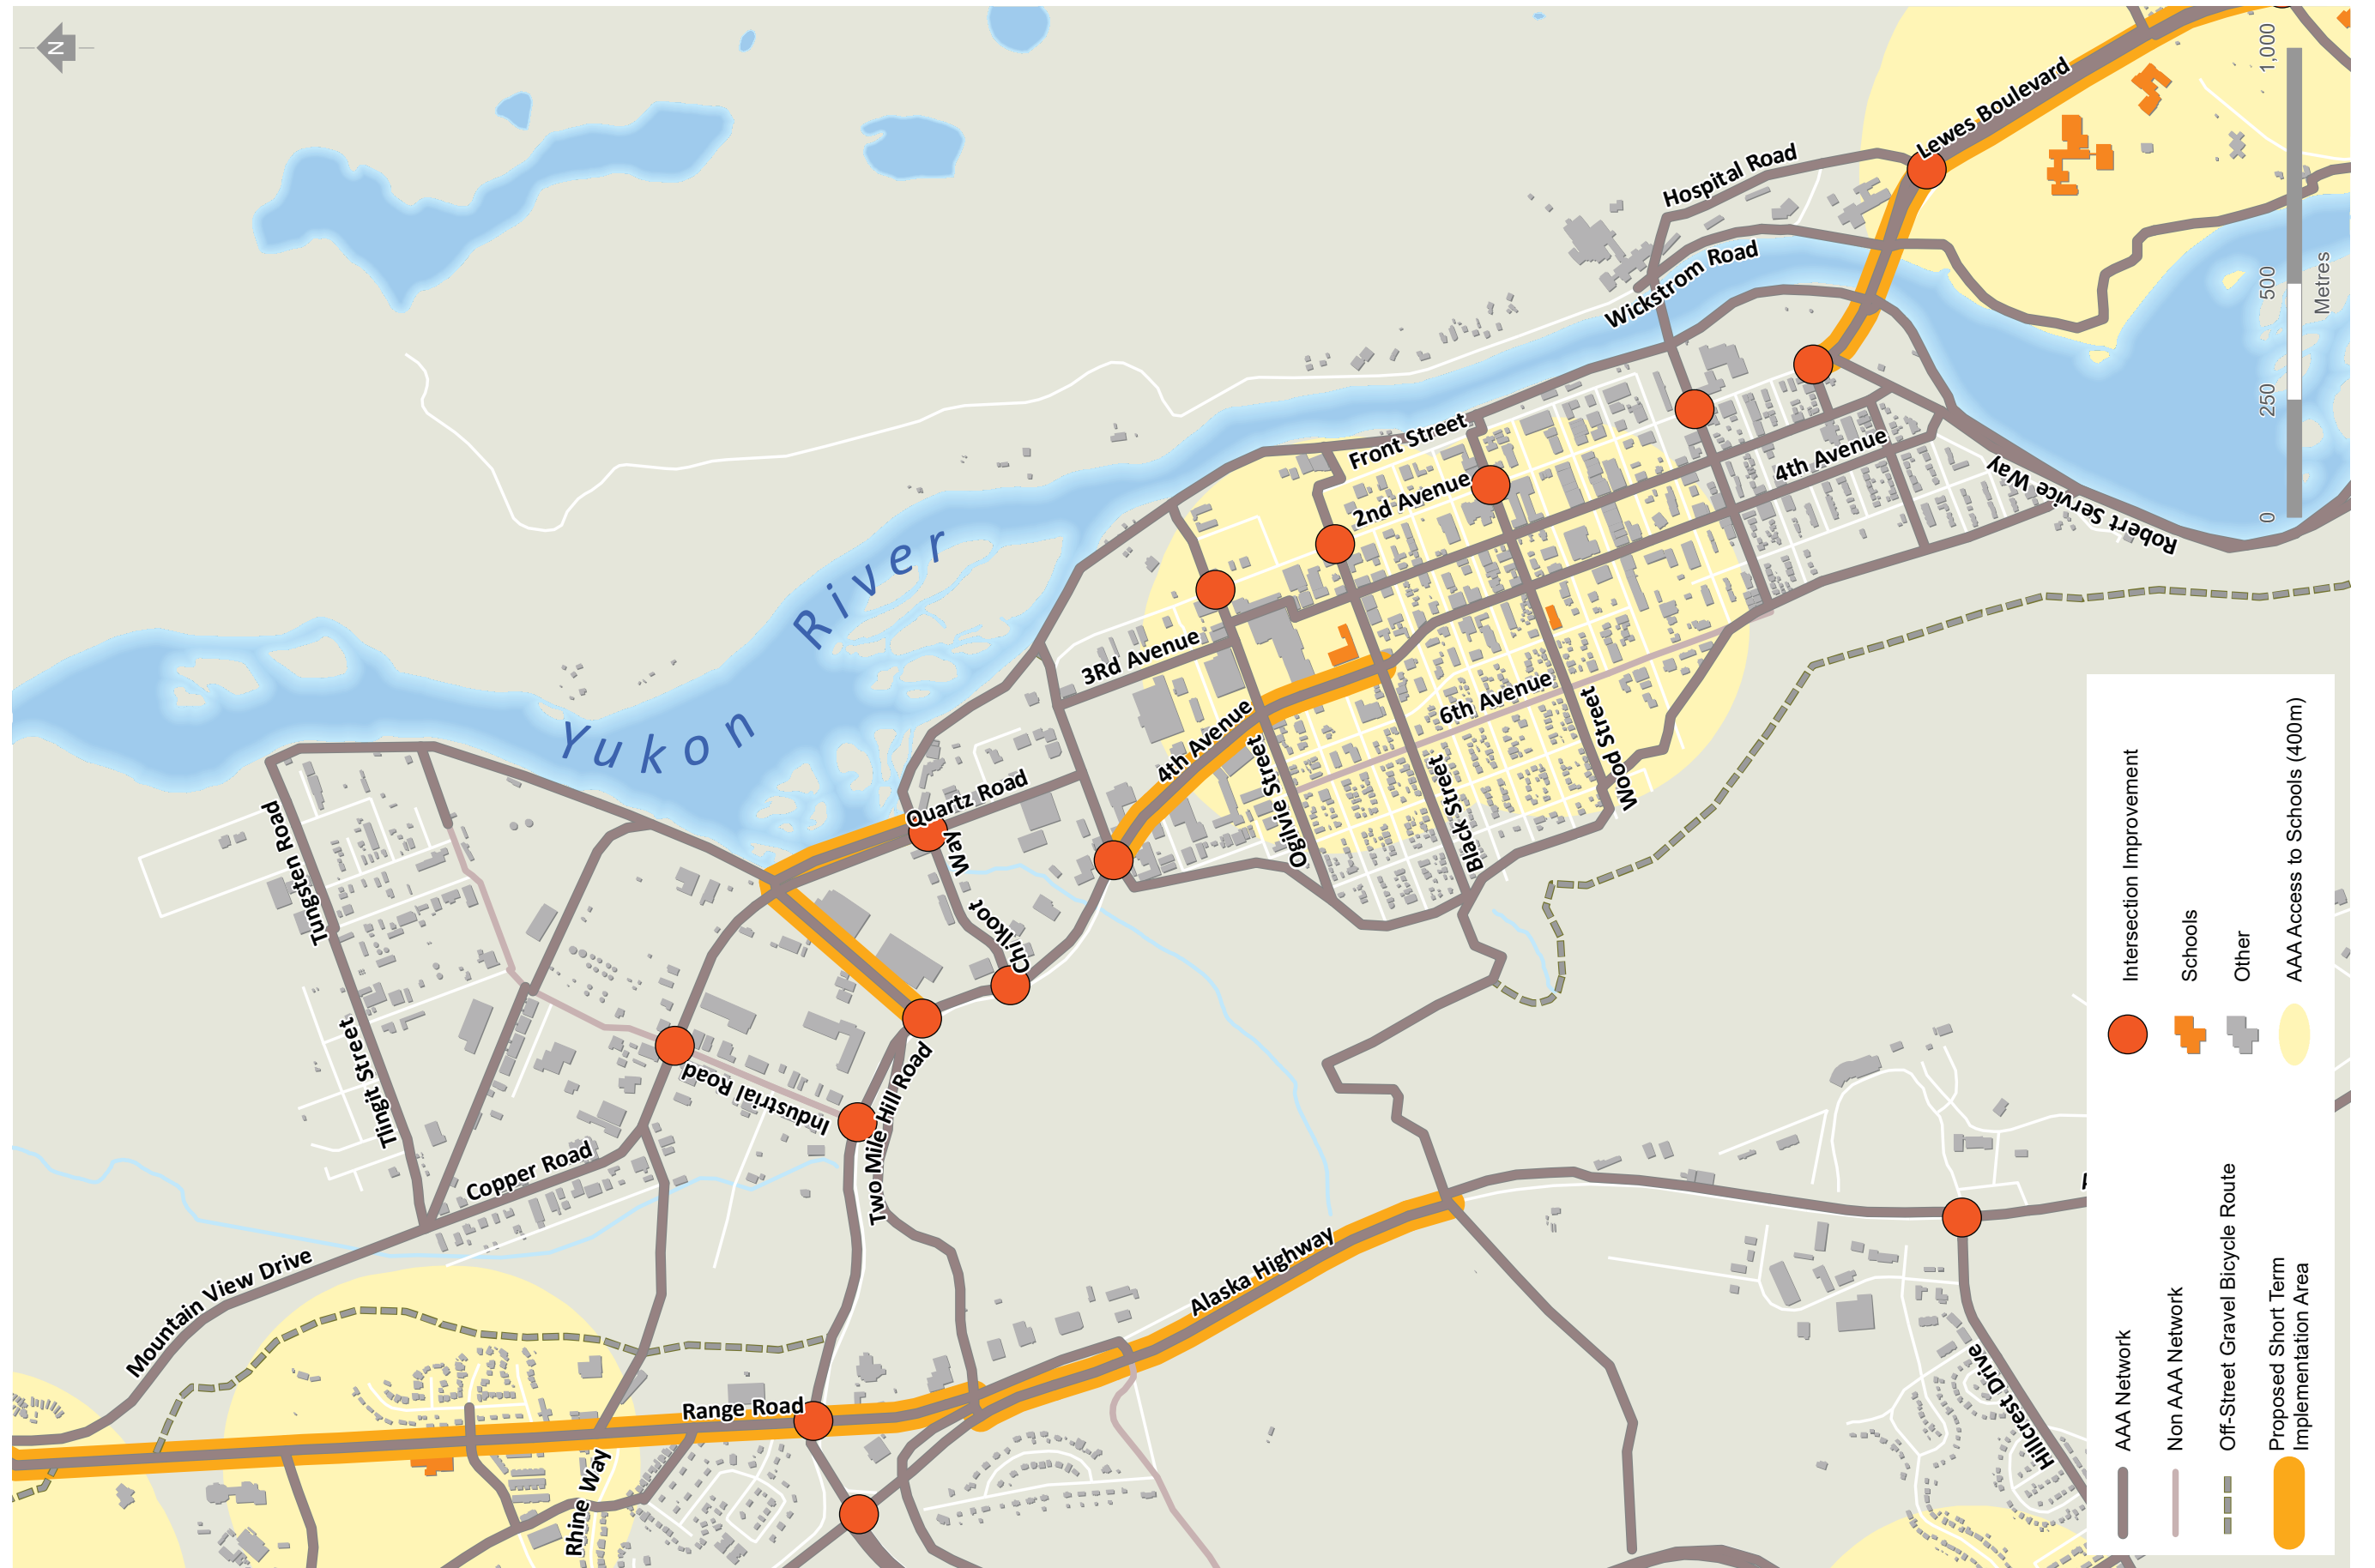 N
Lewes Boulevard
1,000
Hospital Road
Wickstrom Road
500
Metres
250
0
Front Street
2nd Avenue
4th Avenue
Robert Service Way
Yukon River
3Rd Avenue
4th Avenue
6th Avenue
Ogilvie Street
Black Street
Wood Street
Quartz Road
Chilkoot Way
Tungsten Road
Tlingit Street
Industrial Road
Two Mile Hill Road
Copper Road
Mountain View Drive
Alaska Highway
Range Road
Rhine Way
Hillcrest Drive
AAA Network
Non AAA Network
Off-Street Gravel Bicycle Route
Proposed Short Term
Implementation Area
Intersection Improvement
Schools
Other
AAA Access to Schools (400m)